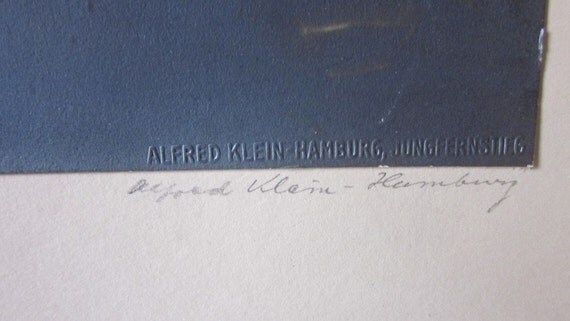 ALFRED KLEIN-HAMBURG, JUNGFERNSTIEG
Alfred Klein - Hamburg